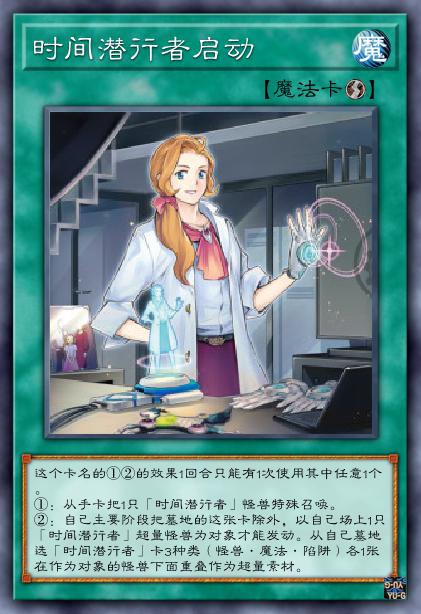 时间潜行者启动
魔
【魔法卡】
这个卡名的①②的效果1回合只能有1次使用其中任意1个
。
①：从手卡把1只「时间潜行者」怪兽特殊召唤。
②：自己主要阶段把墓地的这张卡除外，以自己场上1只
「时间潜行者」超量怪兽为对象才能发动。从自己墓地
选「时间潜行者」卡3种类（怪兽·魔法·陷阱）各1张
在作为对象的怪兽下面重叠作为超量素材。